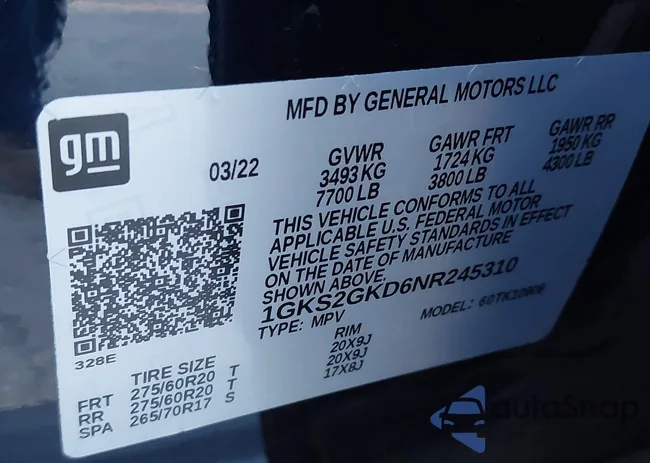 gm
MFD BY GENERAL MOTORS LLC
03/22
GVWR
3493 KG
7700 LB
GAWR FRT
1724 KG
3800 LB
GAWR RR
1950 KG
4300 LB
THIS VEHICLE CONFORMS TO ALL
APPLICABLE U.S. FEDERAL MOTOR
VEHICLE SAFETY STANDARDS IN EFFECT
ON THE DATE OF MANUFACTURE
SHOWN ABOVE.
1GKS2GKD6NR245310
TYPE: MPV
MODEL: 60TK10906
328E
TIRE SIZE
RIM
FRT 275/60R20 T 20X9J
RR 275/60R20 T 20X9J
SPA 265/70R17 S 17X8J
autoSnap